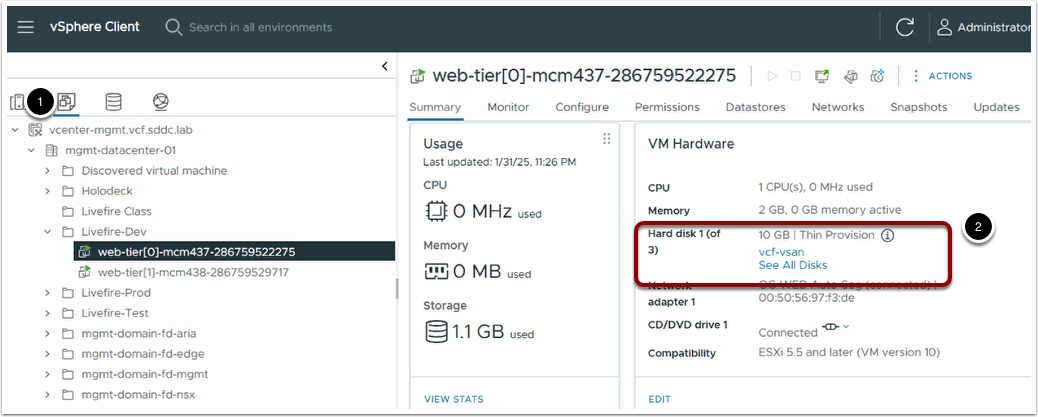 vSphere Client
Search in all environments
Administrator
1
vcenter-mgmt.vcf.sddc.lab
mgmt-datacenter-01
Discovered virtual machine
Holodeck
Livefire Class
Livefire-Dev
web-tier[0]-mcm437-286759522275
web-tier[1]-mcm438-286759529717
Livefire-Prod
Livefire-Test
mgmt-domain-fd-aria
mgmt-domain-fd-edge
mgmt-domain-fd-mgmt
mgmt-domain-fd-nsx
web-tier[0]-mcm437-286759522275
ACTIONS
Summary Monitor Configure Permissions Datastores Networks Snapshots Updates
Usage
Last updated: 1/31/25, 11:26 PM
CPU
0 MHz used
Memory
0 MB used
Storage
1.1 GB used
VIEW STATS
VM Hardware
CPU 1 CPU(s), 0 MHz used
Memory 2 GB, 0 GB memory active
2
Hard disk 1 (of 10 GB | Thin Provision
3) vcf-vsan
See All Disks
Network OC-WEB-Auto-Seg (connected) |
adapter 1 00:50:56:97:f3:de
CD/DVD drive 1 Connected
Compatibility ESXi 5.5 and later (VM version 10)
EDIT